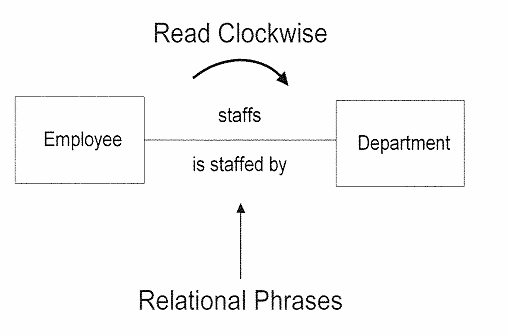 Read Clockwise
staffs
Employee
Department
is staffed by
Relational Phrases